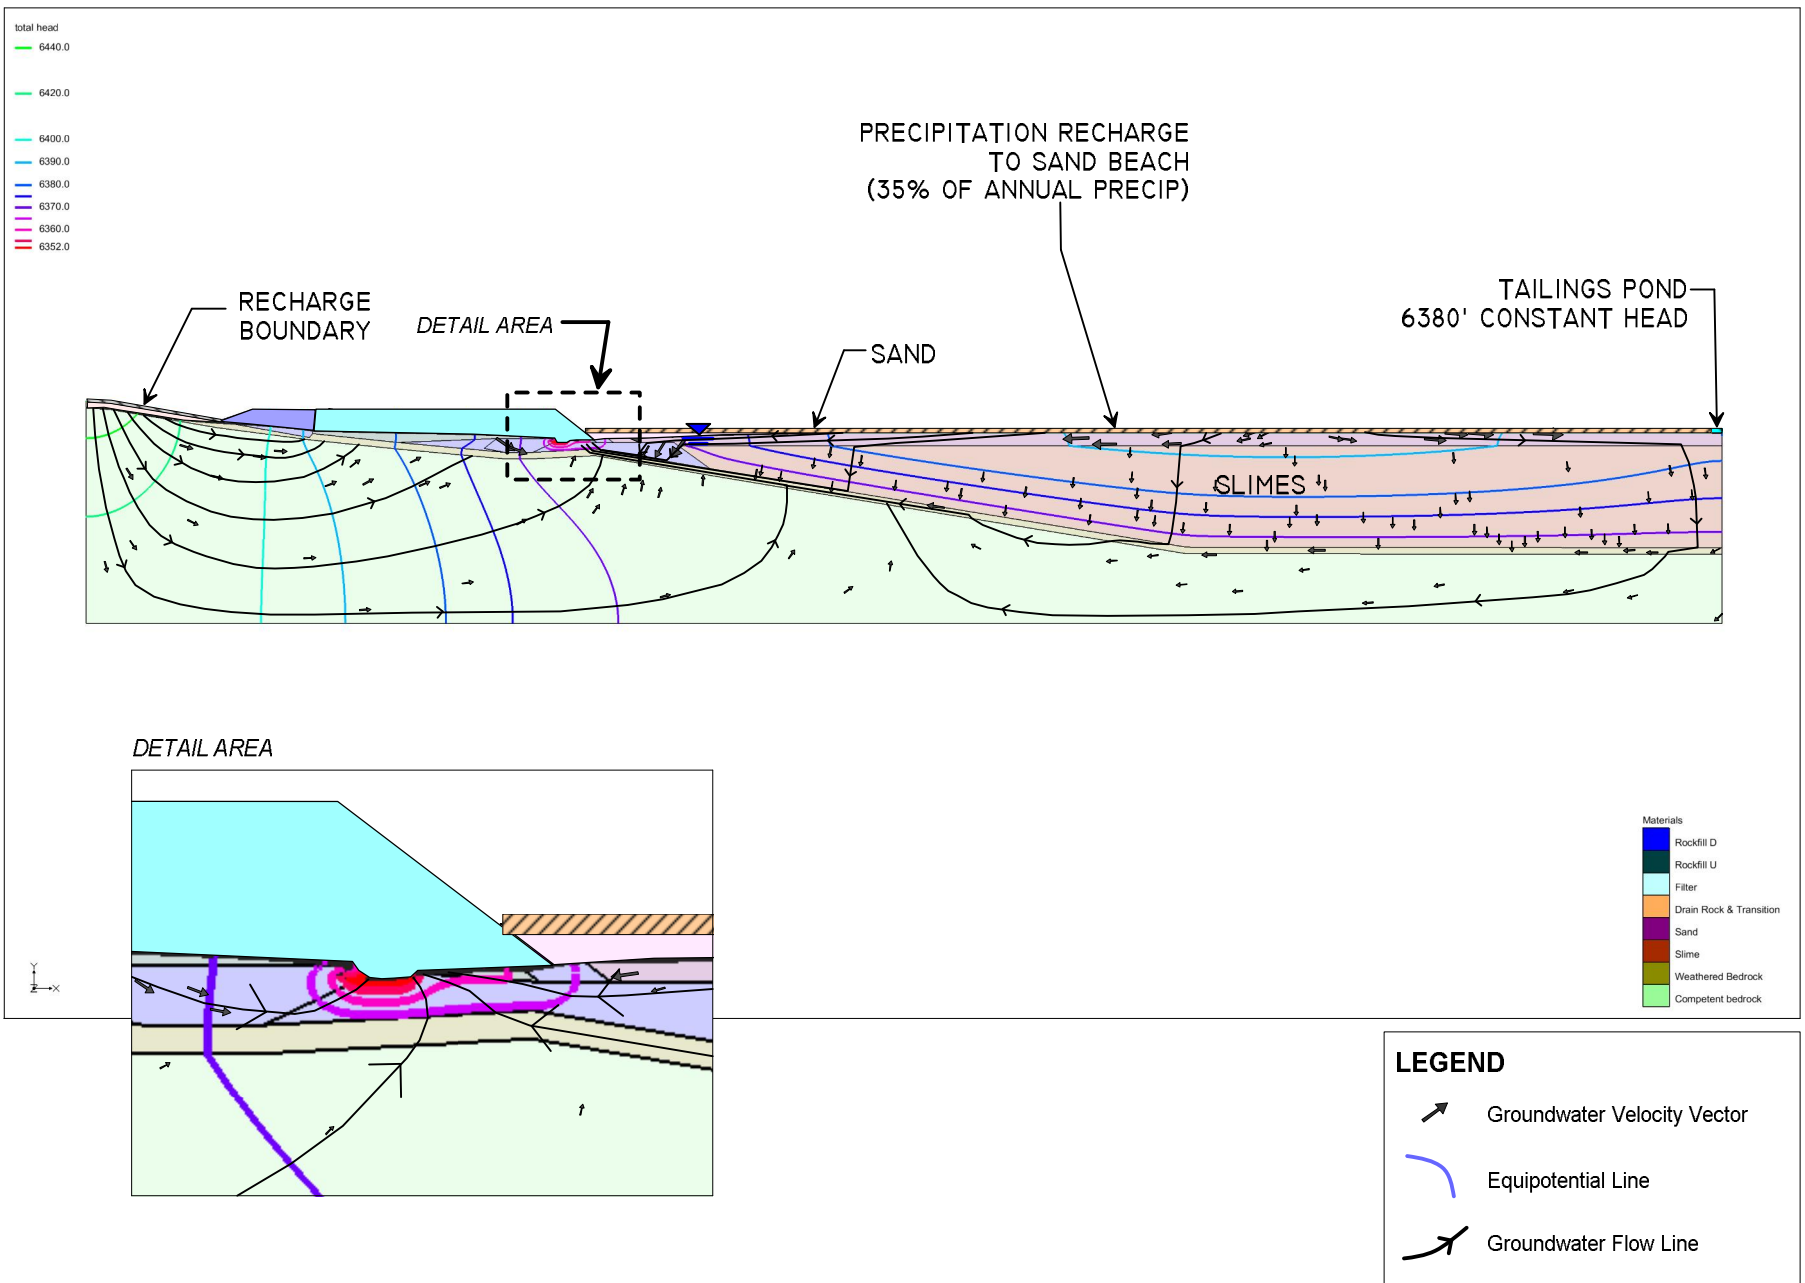 total head
6440.0
6420.0
6400.0
6390.0
6380.0
6370.0
6360.0
6352.0
PRECIPITATION RECHARGE
TO SAND BEACH
(35% OF ANNUAL PRECIP)
RECHARGE
BOUNDARY
DETAIL AREA
SAND
TAILINGS POND
6380' CONSTANT HEAD
SLIMES
DETAIL AREA
Y
Z
X
Materials
Rockfill D
Rockfill U
Filter
Drain Rock & Transition
Sand
Slime
Weathered Bedrock
Competent bedrock
LEGEND
Groundwater Velocity Vector
Equipotential Line
Groundwater Flow Line